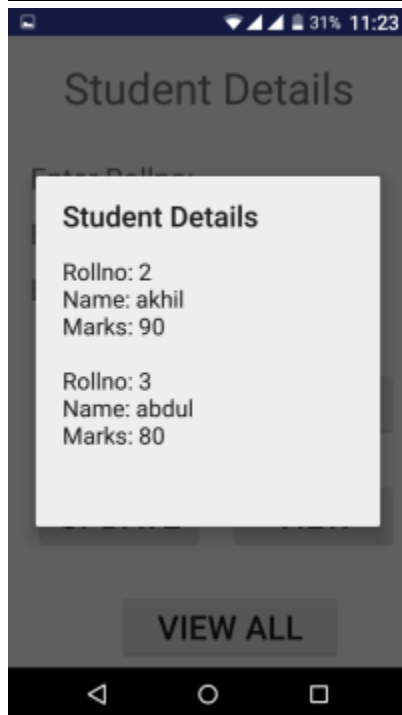 31% 11:23
Student Details
Student Details
Rollno: 2
Name: akhil
Marks: 90
Rollno: 3
Name: abdul
Marks: 80
VIEW ALL